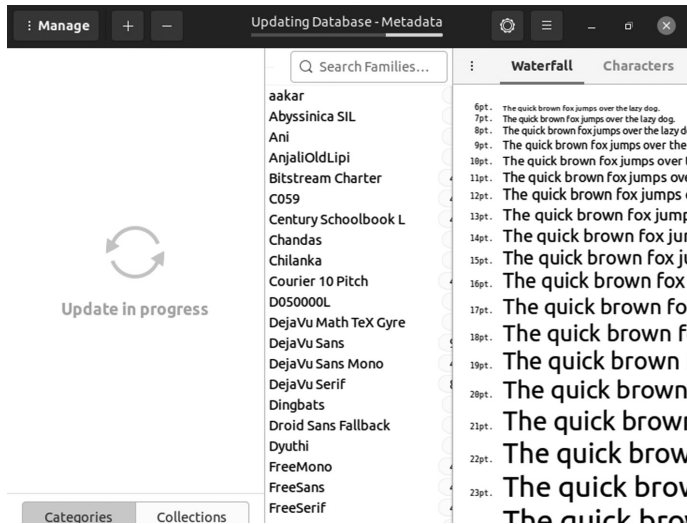 Manage
Updating Database - Metadata
Search Families...
Waterfall
Characters
aakar
Abyssinica SIL
Ani
AnjaliOldLipi
Bitstream Charter
C059
Century Schoolbook L
Chandas
Chilanka
Courier 10 Pitch
D050000L
DejaVu Math TeX Gyre
DejaVu Sans
DejaVu Sans Mono
DejaVu Serif
Dingbats
Droid Sans Fallback
Dyuthi
FreeMono
FreeSans
FreeSerif
Update in progress
Categories
Collections
6pt. The quick brown fox jumps over the lazy dog.
7pt. The quick brown fox jumps over the lazy dog.
8pt. The quick brown fox jumps over the lazy d
9pt. The quick brown fox jumps over the
10pt. The quick brown fox jumps over
11pt. The quick brown fox jumps ove
12pt. The quick brown fox jumps
13pt. The quick brown fox jump
14pt. The quick brown fox jur
15pt. The quick brown fox ju
16pt. The quick brown fox
17pt. The quick brown fo
18pt. The quick brown f
19pt. The quick brown
20pt. The quick brown
21pt. The quick brown
22pt. The quick brow
23pt. The quick brov
The quick brov